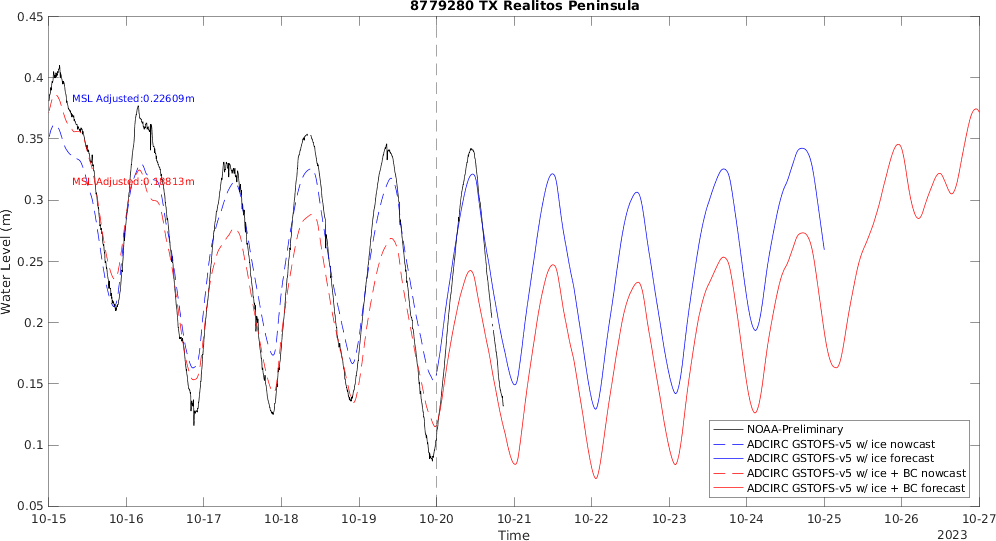 8779280 TX Realitos Peninsula
0.45
0.4
0.35
0.3
0.25
0.2
0.15
0.1
0.05
Water Level (m)
MSL Adjusted:0.22609m
MSL Adjusted:0.18813m
NOAA-Preliminary
ADCIRC GSTOFS-v5 w/ ice nowcast
ADCIRC GSTOFS-v5 w/ ice forecast
ADCIRC GSTOFS-v5 w/ ice + BC nowcast
ADCIRC GSTOFS-v5 w/ ice + BC forecast
10-15 10-16 10-17 10-18 10-19 10-20 10-21 10-22 10-23 10-24 10-25 10-26 10-27
Time
2023